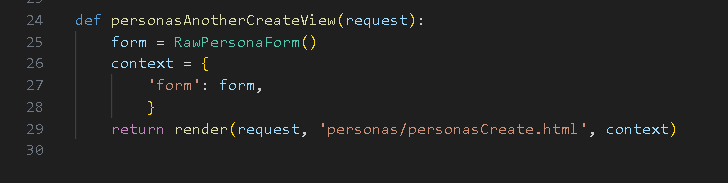 24 def personasAnotherCreateView(request):
25     form = RawPersonaForm()
26     context = {
27         'form': form,
28         }
29     return render(request, 'personas/personasCreate.html', context)
30